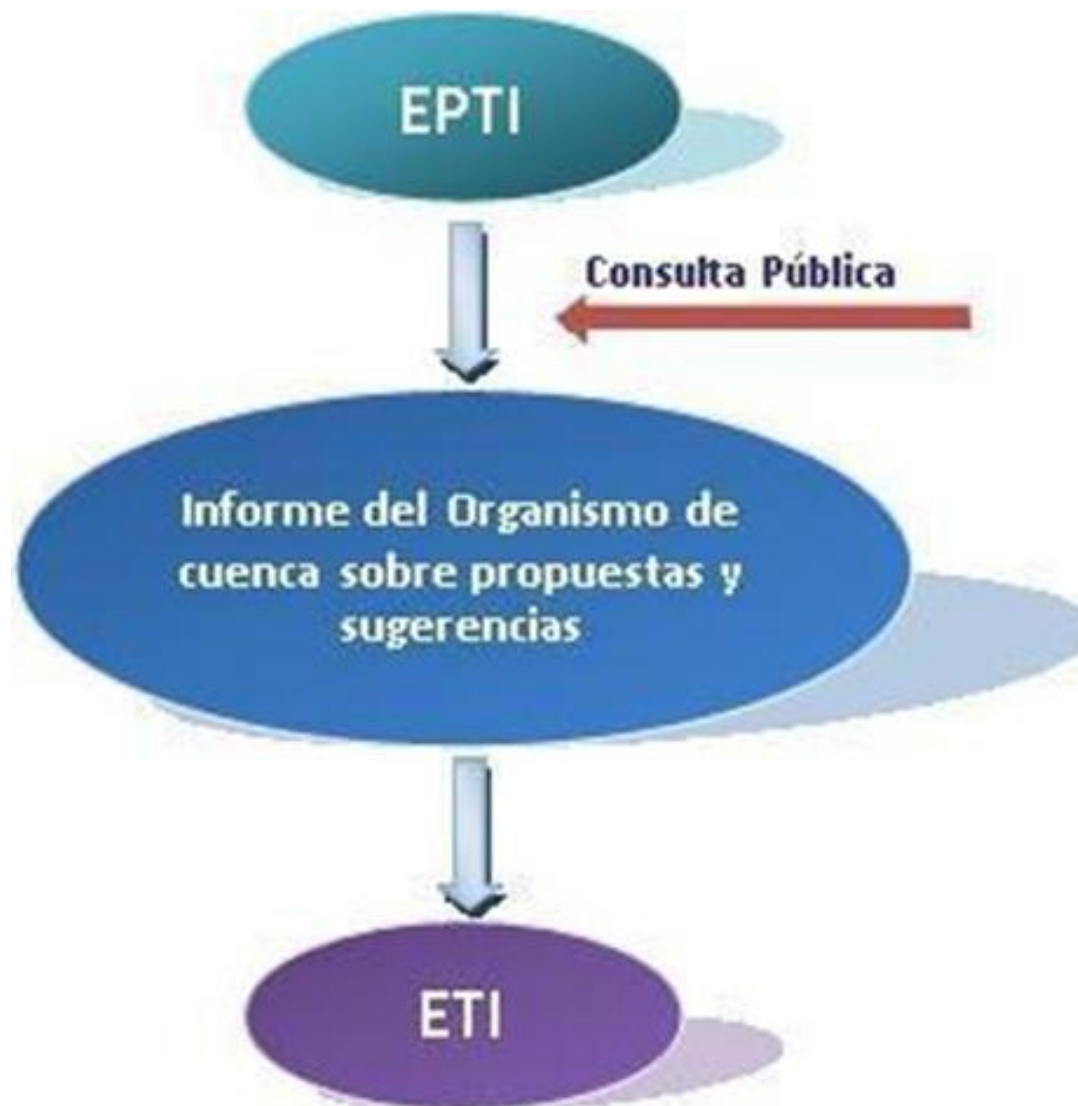 EPTI
Consulta Pública
Informe del Organismo de
cuenca sobre propuestas y
sugerencias
ETI